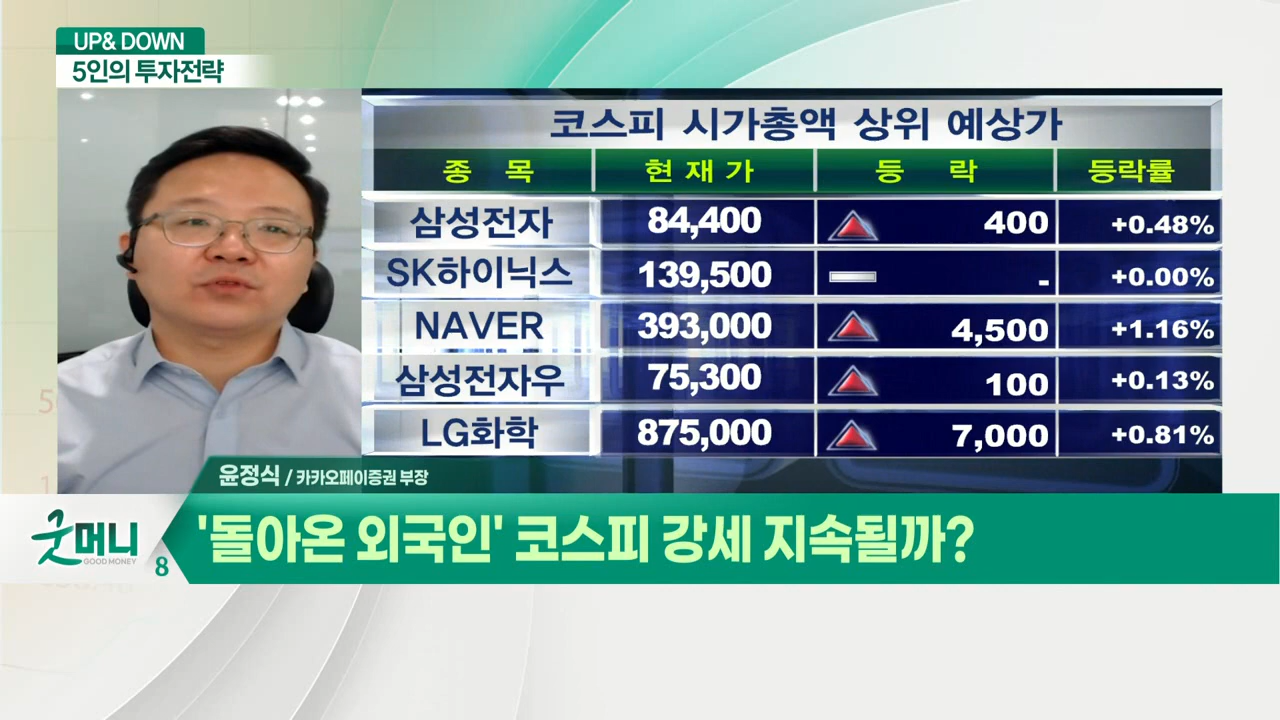 UP& DOWN
5인의 투자전략
코스피 시가총액 상위 예상가
종 목 현재가 등 락 등락률
삼성전자 84,400 400 +0.48%
SK하이닉스 139,500 - +0.00%
NAVER 393,000 4,500 +1.16%
삼성전자우 75,300 100 +0.13%
LG화학 875,000 7,000 +0.81%
윤정식 / 카카오페이증권 부장
굿머니
GOOD MONEY
8
'돌아온 외국인' 코스피 강세 지속될까?